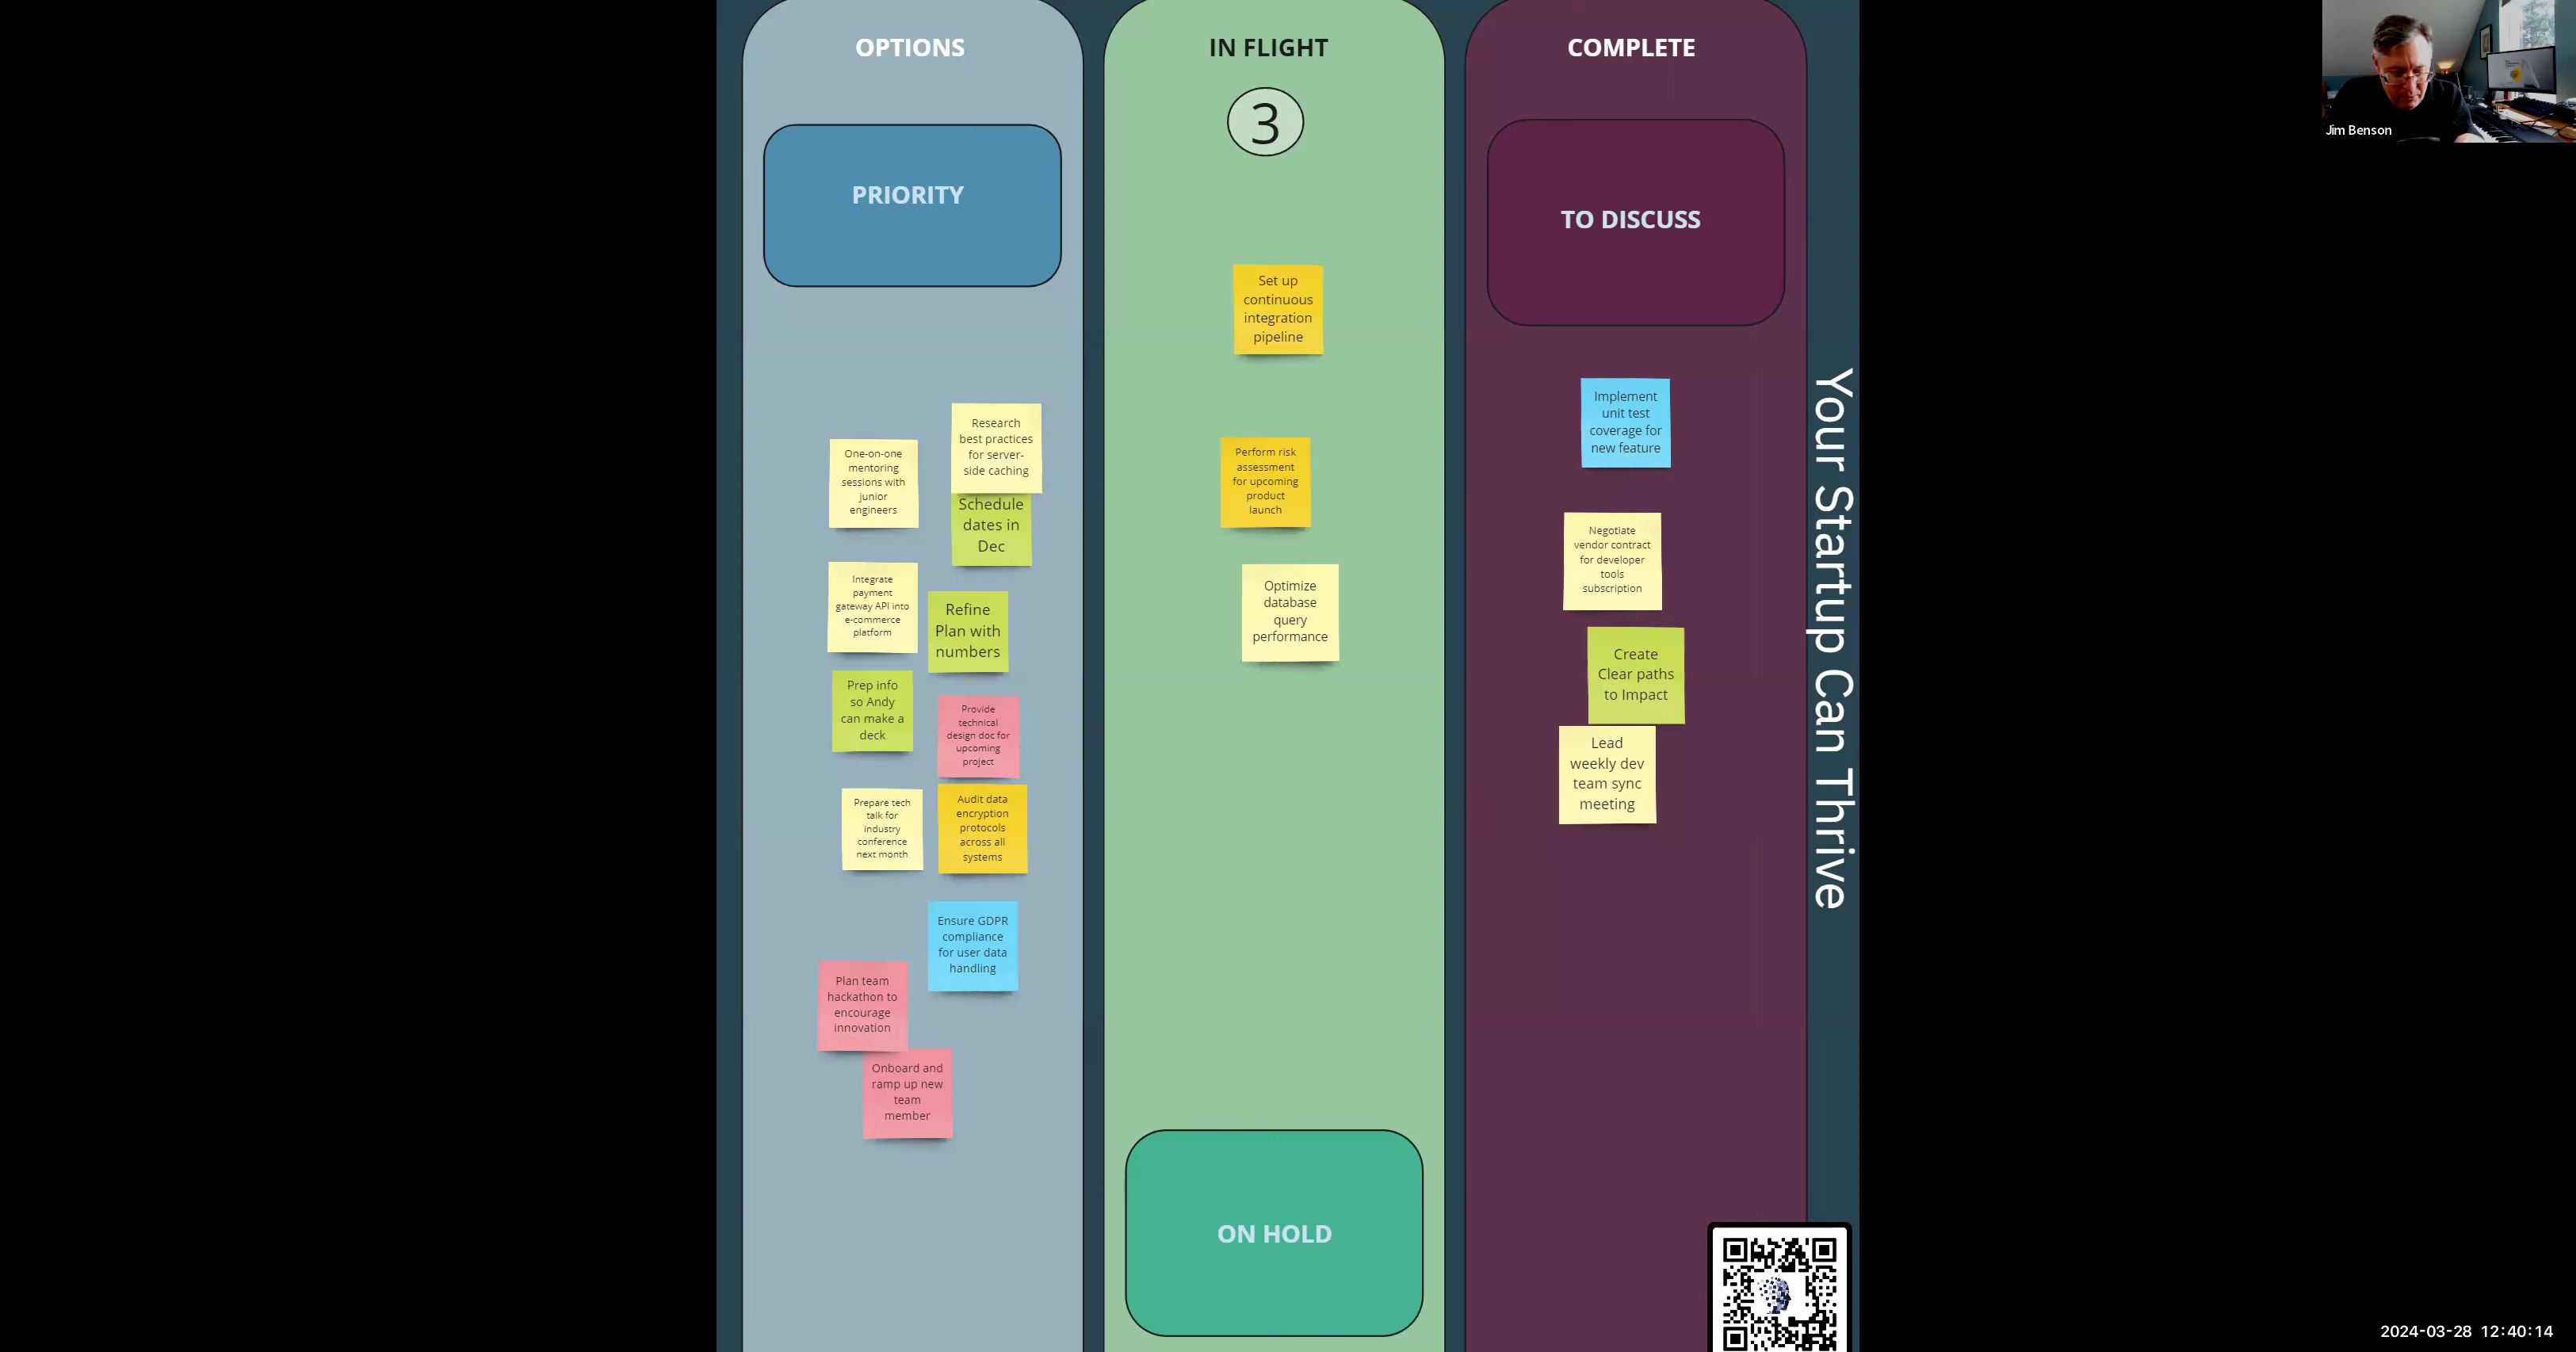 OPTIONS
PRIORITY
One-on-one
mentoring
sessions with
junior
engineers
Research
best practices
for server-
side caching
Schedule
dates in
Dec
Integrate
payment
gateway API into
e-commerce
platform
Refine
Plan with
numbers
Prep info
so Andy
can make a
deck
Provide
technical
design doc for
upcoming
project
Prepare tech
talk for
industry
conference
next month
Audit data
encryption
protocols
across all
systems
Ensure GDPR
compliance
for user data
handling
Plan team
hackathon to
encourage
innovation
Onboard and
ramp up new
team
member
IN FLIGHT
3
Set up
continuous
integration
pipeline
Perform risk
assessment
for upcoming
product
launch
Optimize
database
query
performance
ON HOLD
COMPLETE
TO DISCUSS
Implement
unit test
coverage for
new feature
Negotiate
vendor contract
for developer
tools
subscription
Create
Clear paths
to Impact
Lead
weekly dev
team sync
meeting
Your Startup Can Thrive
Jim Benson
2024-03-28 12:40:14